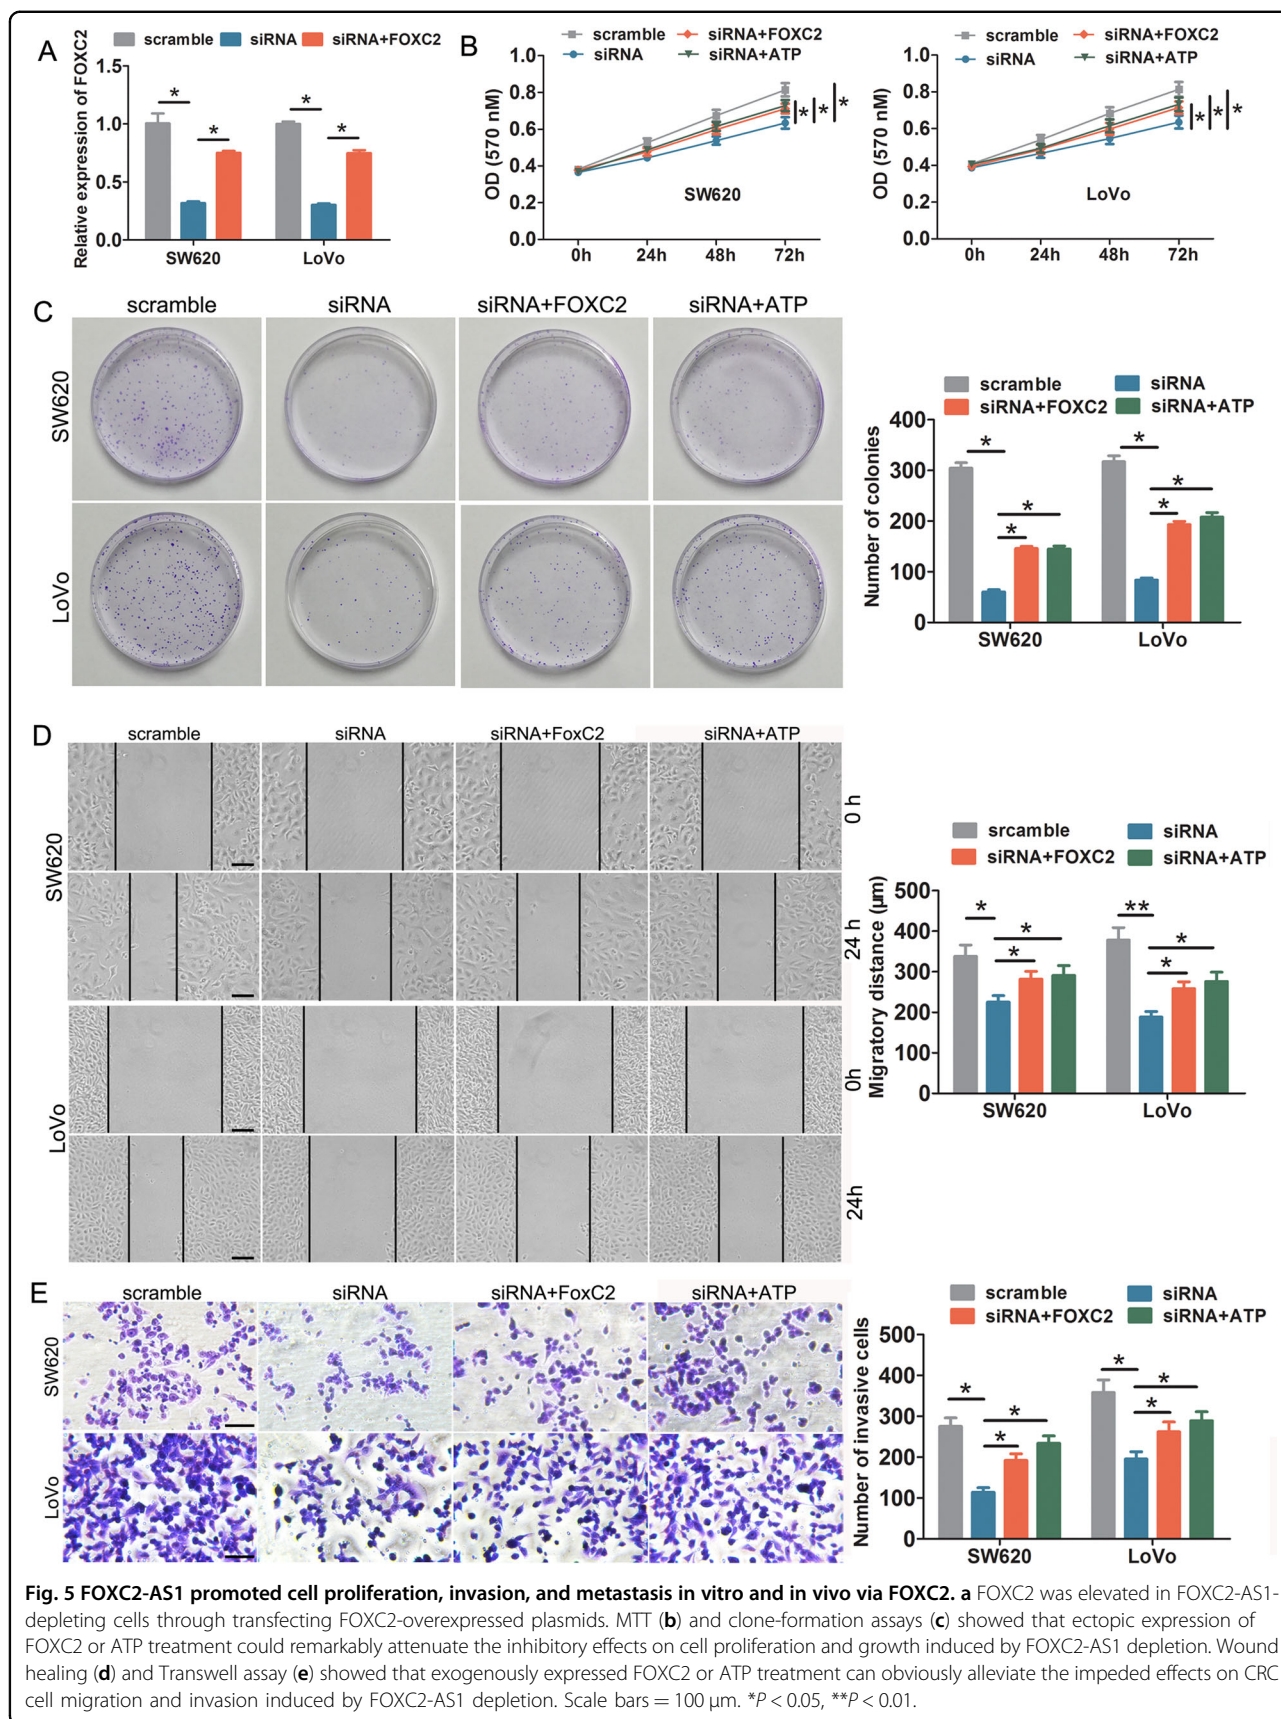 A
scramble siRNA siRNA+FOXC2
Relative expression of FOXC2
1.5
1.0
0.5
0.0
* * * *
SW620 LoVo
B
scramble siRNA+FOXC2
siRNA siRNA+ATP
OD (570 nM)
1.0
0.8
0.6
0.4
0.2
0.0
* * *
SW620
0h 24h 48h 72h
scramble siRNA+FOXC2
siRNA siRNA+ATP
OD (570 nM)
1.0
0.8
0.6
0.4
0.2
0.0
* * *
LoVo
0h 24h 48h 72h
C
scramble siRNA siRNA+FOXC2 siRNA+ATP
SW620
LoVo
scramble siRNA
siRNA+FOXC2 siRNA+ATP
Number of colonies
400
300
200
100
0
* * * * * *
SW620 LoVo
D
scramble siRNA siRNA+FoxC2 siRNA+ATP
SW620
0 h
24 h
LoVo
0h
24h
srcamble siRNA
siRNA+FOXC2 siRNA+ATP
Migratory distance (μm)
500
400
300
200
100
0
* * * ** * *
SW620 LoVo
E
scramble siRNA siRNA+FoxC2 siRNA+ATP
SW620
LoVo
scramble siRNA
siRNA+FOXC2 siRNA+ATP
Number of invasive cells
500
400
300
200
100
0
* * * * * *
SW620 LoVo
Fig. 5 FOXC2-AS1 promoted cell proliferation, invasion, and metastasis in vitro and in vivo via FOXC2. a FOXC2 was elevated in FOXC2-AS1-
depleting cells through transfecting FOXC2-overexpressed plasmids. MTT (b) and clone-formation assays (c) showed that ectopic expression of
FOXC2 or ATP treatment could remarkably attenuate the inhibitory effects on cell proliferation and growth induced by FOXC2-AS1 depletion. Wound
healing (d) and Transwell assay (e) showed that exogenously expressed FOXC2 or ATP treatment can obviously alleviate the impeded effects on CRC
cell migration and invasion induced by FOXC2-AS1 depletion. Scale bars = 100 μm. *P < 0.05, **P < 0.01.